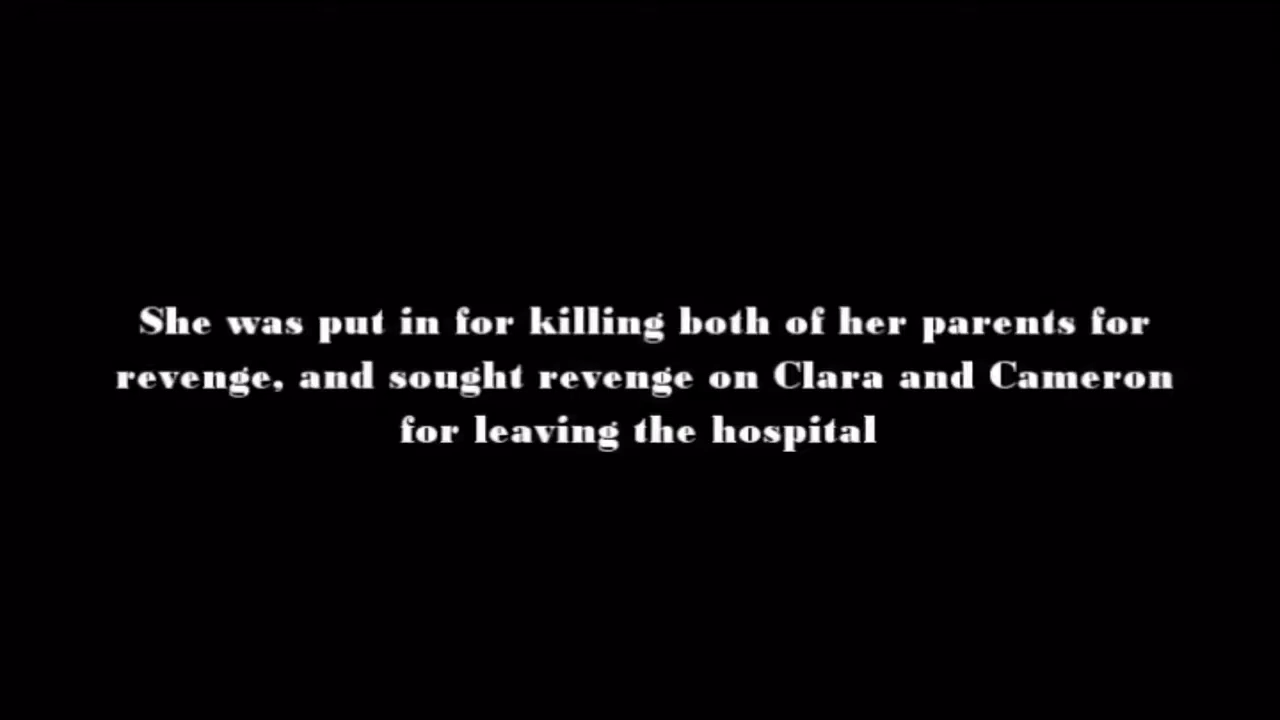 She was put in for killing both of her parents for
revenge, and sought revenge on Clara and Cameron
for leaving the hospital